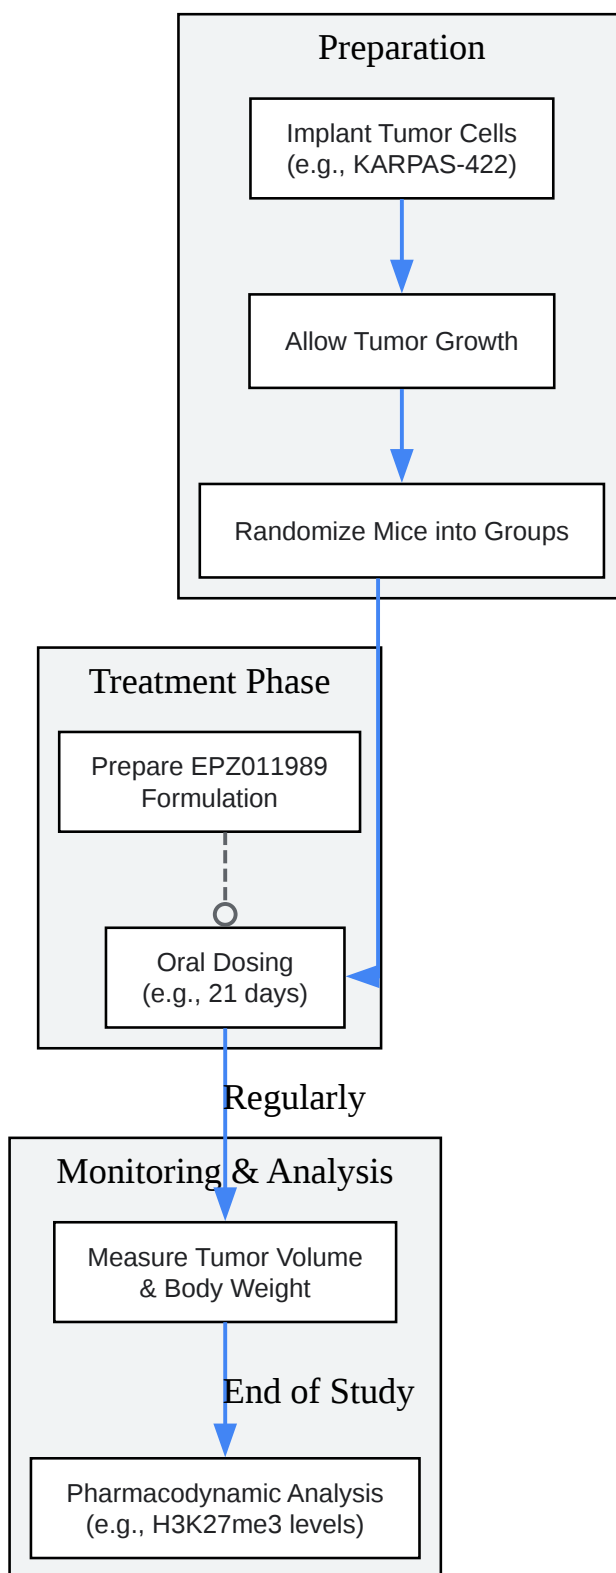 Preparation
Implant Tumor Cells
(e.g., KARPAS-422)
Allow Tumor Growth
Randomize Mice into Groups
Treatment Phase
Prepare EPZ011989
Formulation
Oral Dosing
(e.g., 21 days)
Regularly
Monitoring & Analysis
Measure Tumor Volume
& Body Weight
End of Study
Pharmacodynamic Analysis
(e.g., H3K27me3 levels)